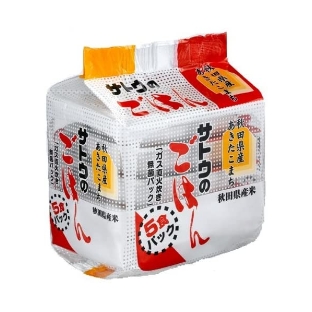 秋田県産
あきたこまち
サトウの
ごはん
秋田県産
あきたこまち
サトウの
ごはん
「ガス直火炊き」
無菌パック
5食
パック
秋田県産米
秋田県産米